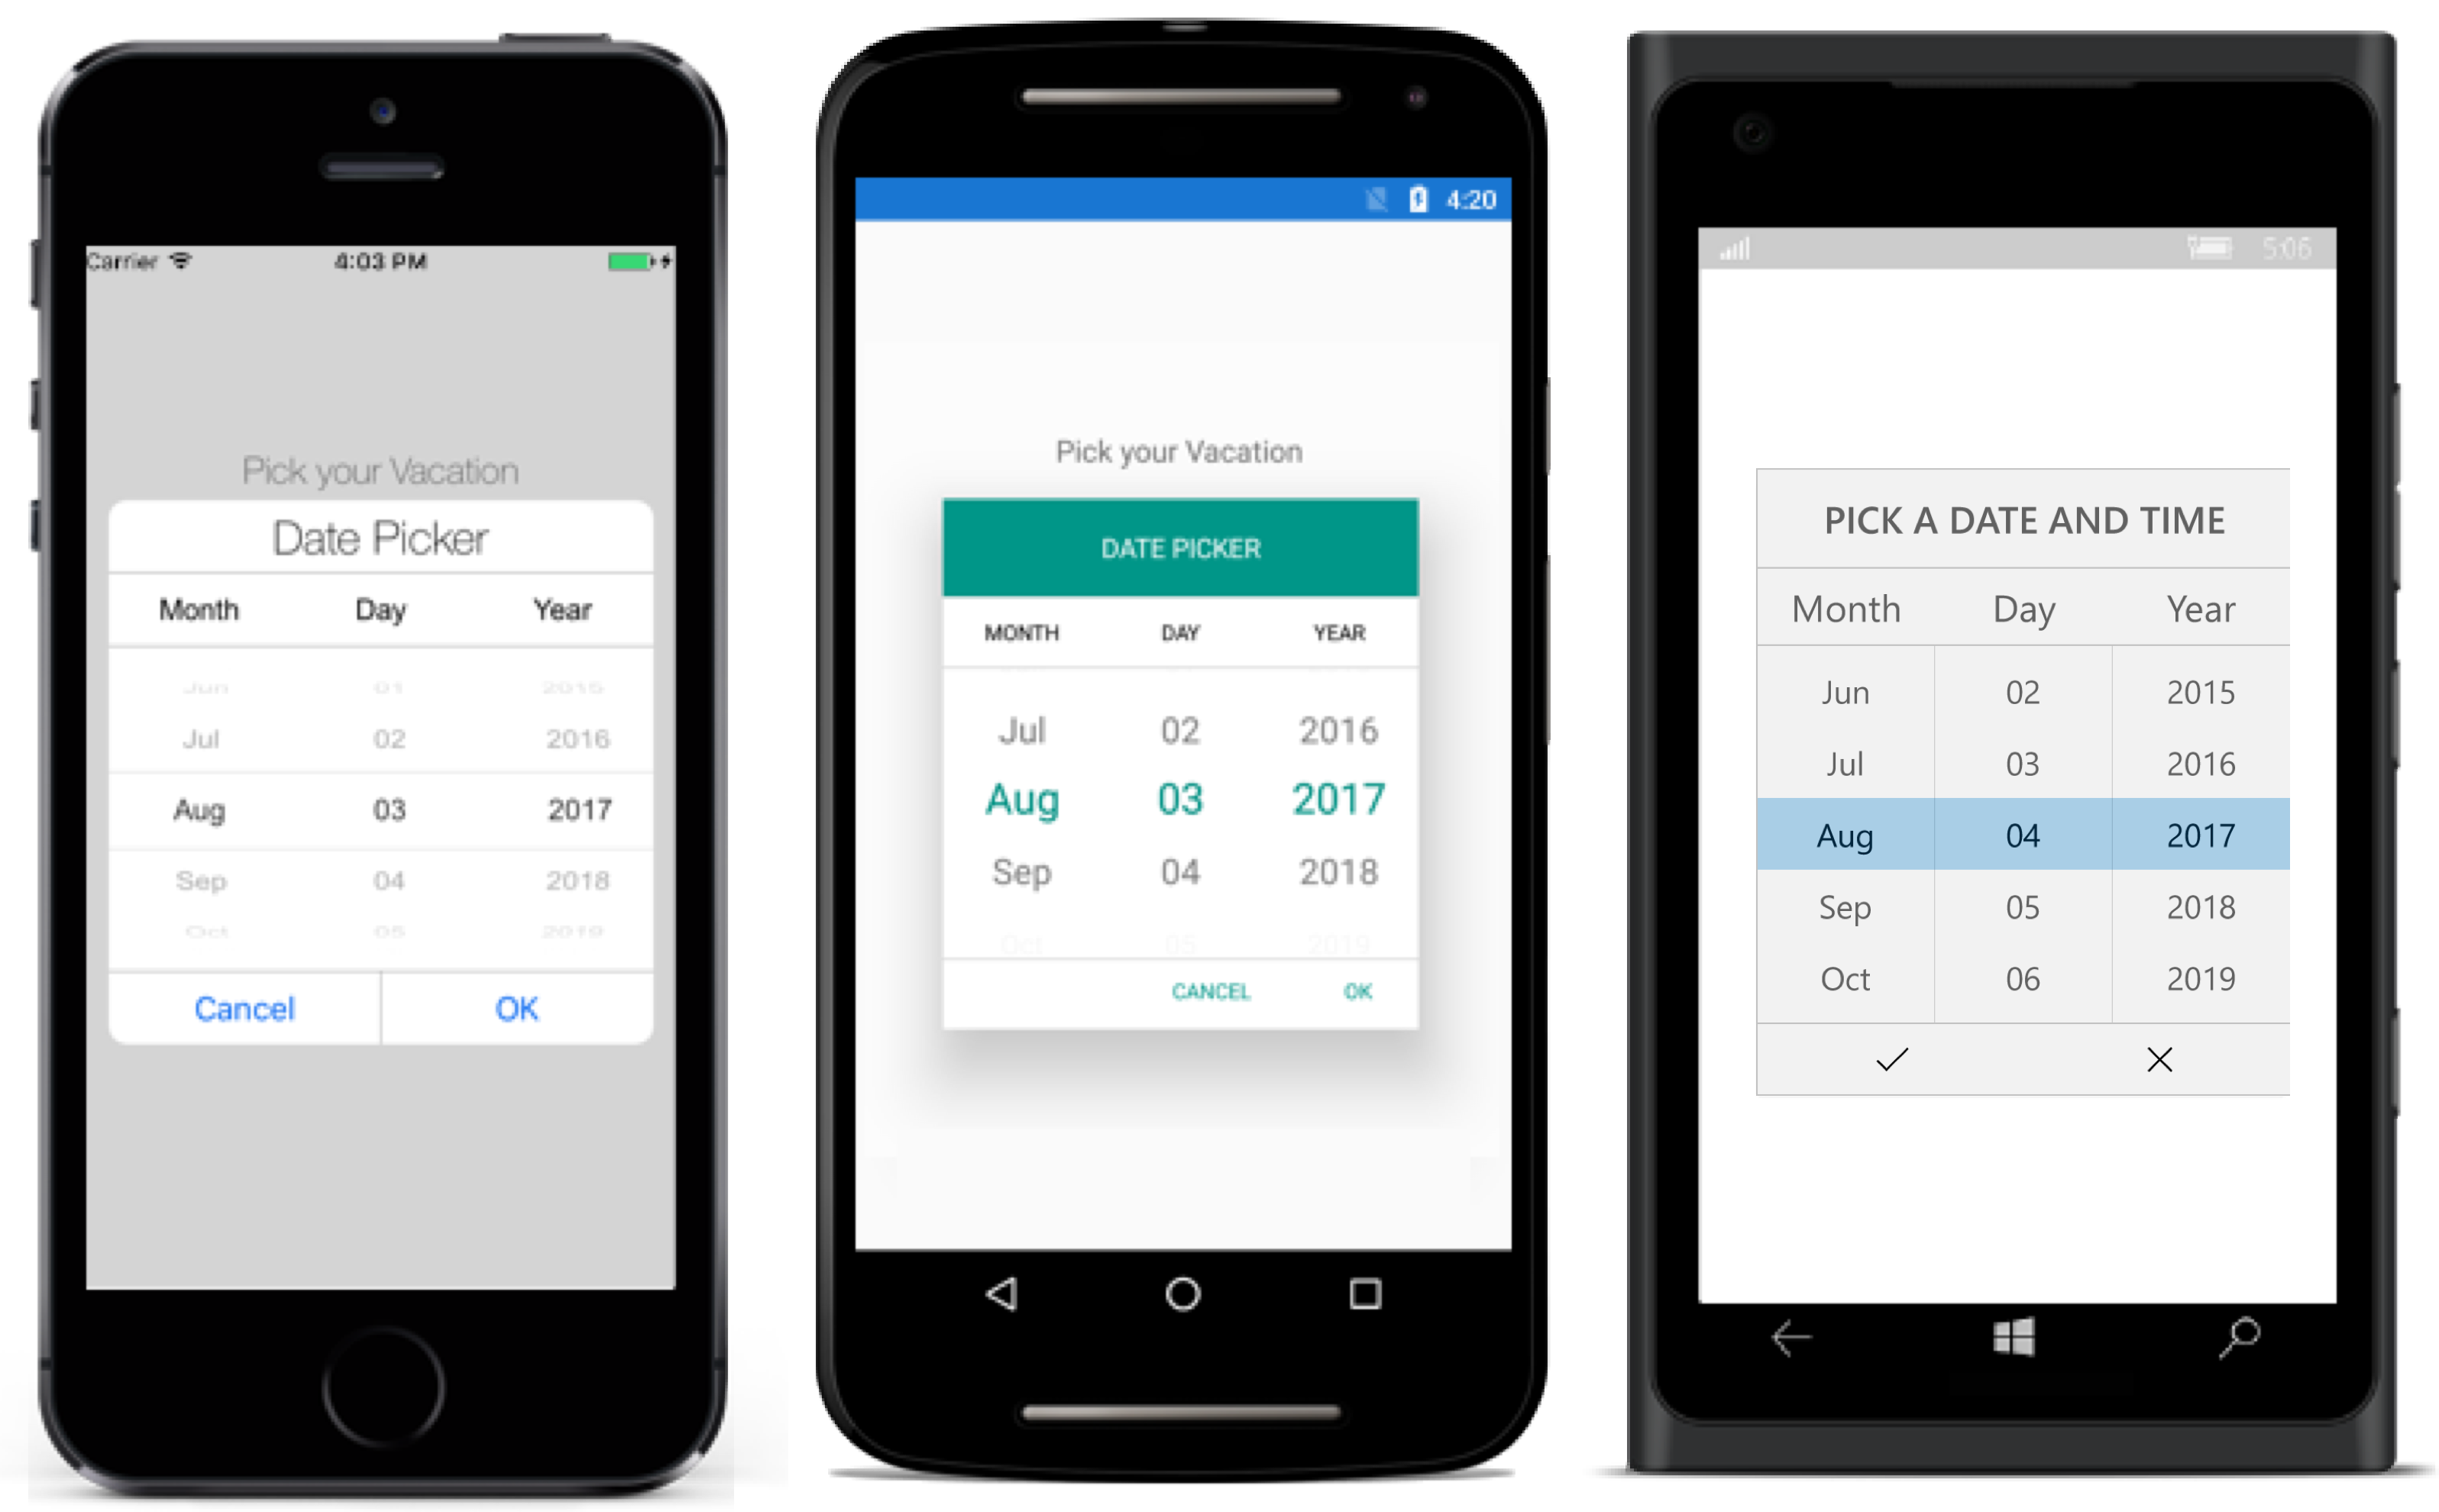 Carrier 4:03 PM
Pick your Vacation
Date Picker
Month Day Year
Jun 01 2015
Jul 02 2016
Aug 03 2017
Sep 04 2018
Oct 05 2019
Cancel OK
4:20
Pick your Vacation
DATE PICKER
MONTH DAY YEAR
Jul 02 2016
Aug 03 2017
Sep 04 2018
Oct 05 2019
CANCEL OK
5:06
PICK A DATE AND TIME
Month Day Year
Jun 02 2015
Jul 03 2016
Aug 04 2017
Sep 05 2018
Oct 06 2019